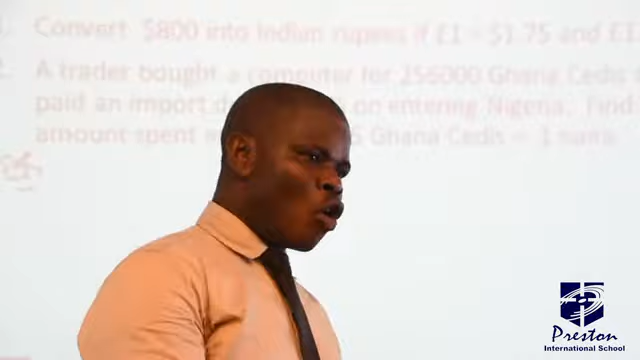 Convert $800 into Indian rupees if £1 = $1.75 and £1
A trader bought a computer for 256000 Ghana Cedis
paid an import on entering Nigeria. Find
amount spent Ghana Cedis = 1 naira
Preston
International School